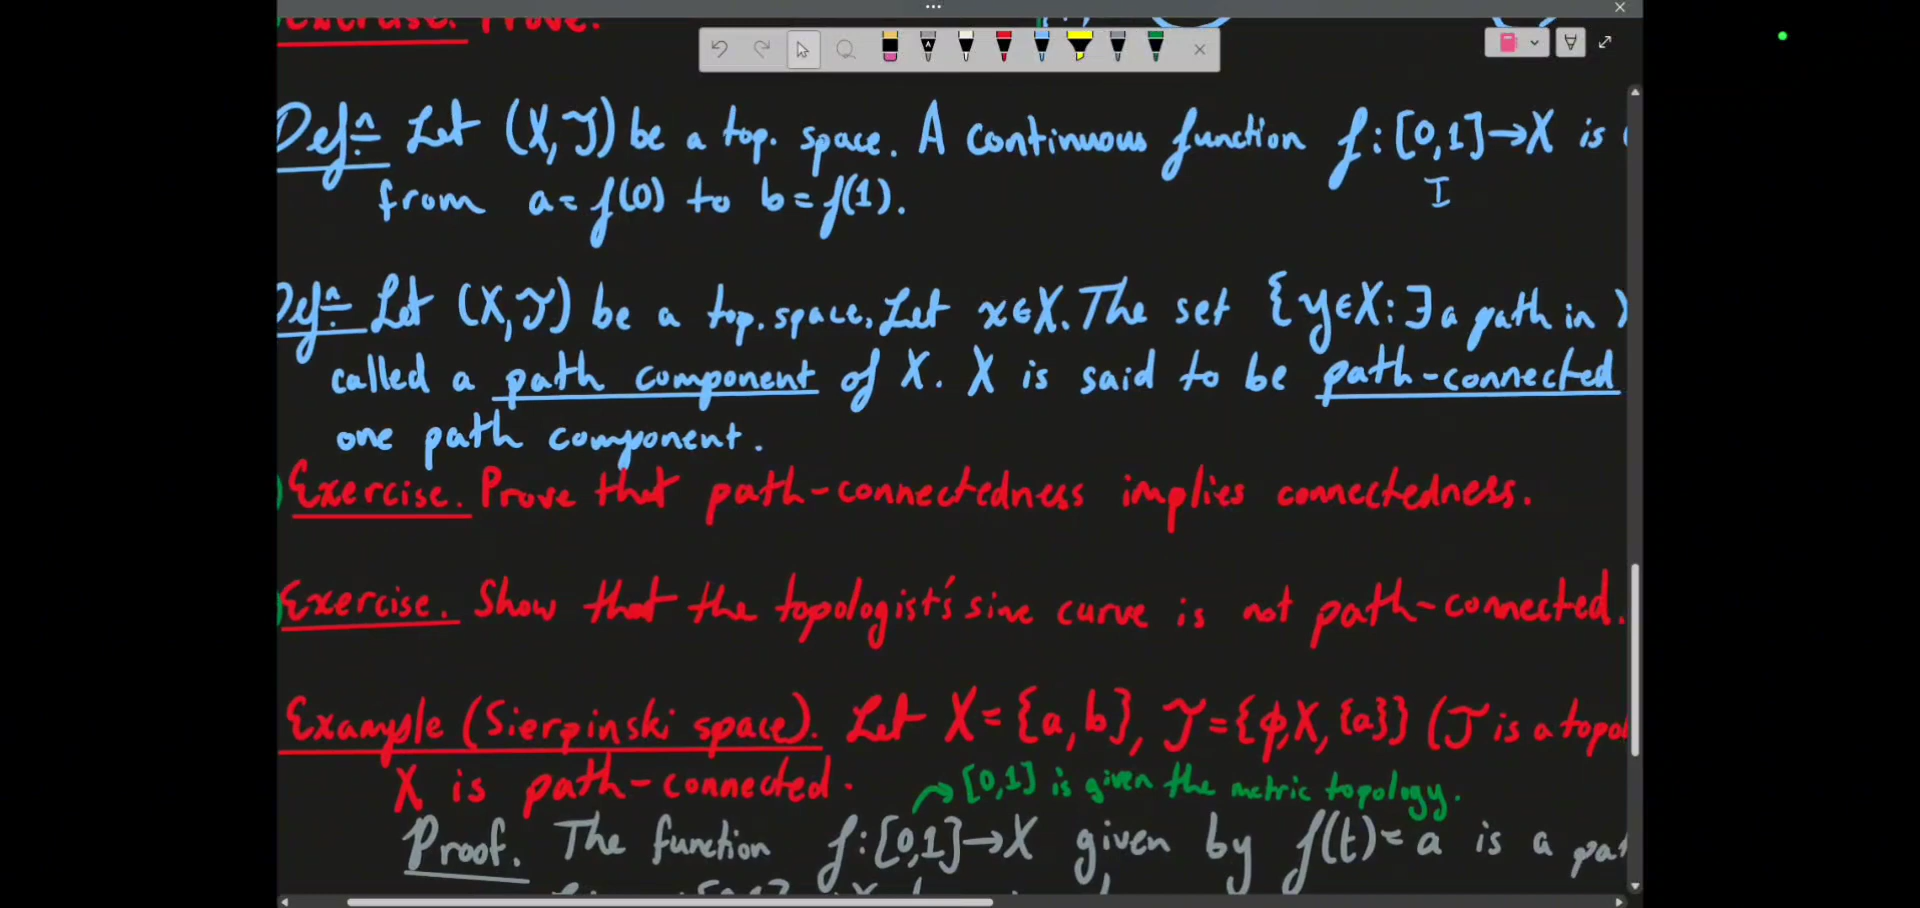 Exercise. Prove.
Def^n: Let (X,𝒯) be a top. space. A continuous function f:[0,1]→X is
from a=f(0) to b=f(1). I
Def^n: Let (X,𝒯) be a top. space. Let x∈X. The set {y∈X:∃ a path in
called a path component of X. X is said to be path-connected
one path component.
Exercise. Prove that path-connectedness implies connectedness.
Exercise. Show that the topologist's sine curve is not path-connected.
Example (Sierpinski space). Let X={a,b}, 𝒯={ϕ,X,{a}} (𝒯 is a topo
X is path-connected. [0,1] is given the metric topology.
Proof. The function f:[0,1]→X given by f(t)=a is a pa